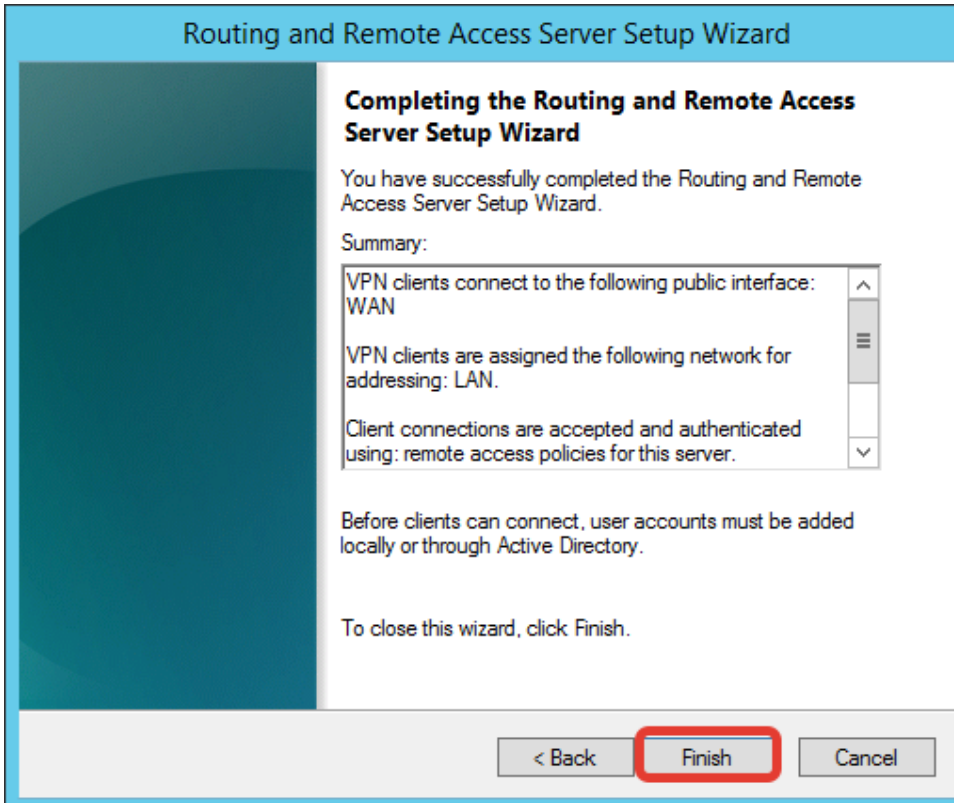 Routing and Remote Access Server Setup Wizard
Completing the Routing and Remote Access
Server Setup Wizard
You have successfully completed the Routing and Remote
Access Server Setup Wizard.
Summary:
VPN clients connect to the following public interface:
WAN
VPN clients are assigned the following network for
addressing: LAN.
Client connections are accepted and authenticated
using: remote access policies for this server.
Before clients can connect, user accounts must be added
locally or through Active Directory.
To close this wizard, click Finish.
< Back
Finish
Cancel